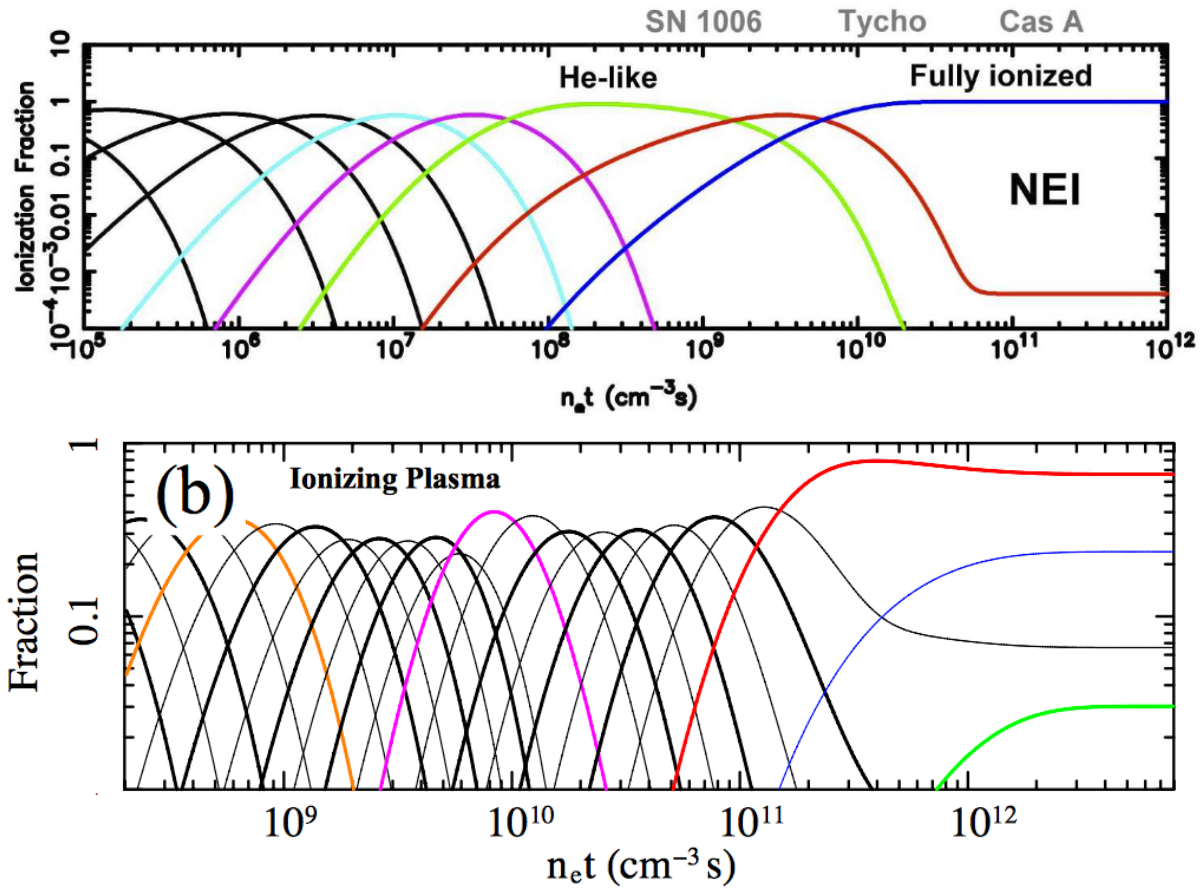 SN 1006 Tycho Cas A
10
1
0.1
0.01
10⁻³
10⁻⁴
Ionization Fraction
He-like Fully ionized
NEI
10⁵ 10⁶ 10⁷ 10⁸ 10⁹ 10¹⁰ 10¹¹ 10¹²
nₑt (cm⁻³s)
(b) Ionizing Plasma
1
0.1
Fraction
10⁹ 10¹⁰ 10¹¹ 10¹²
nₑt (cm⁻³ s)